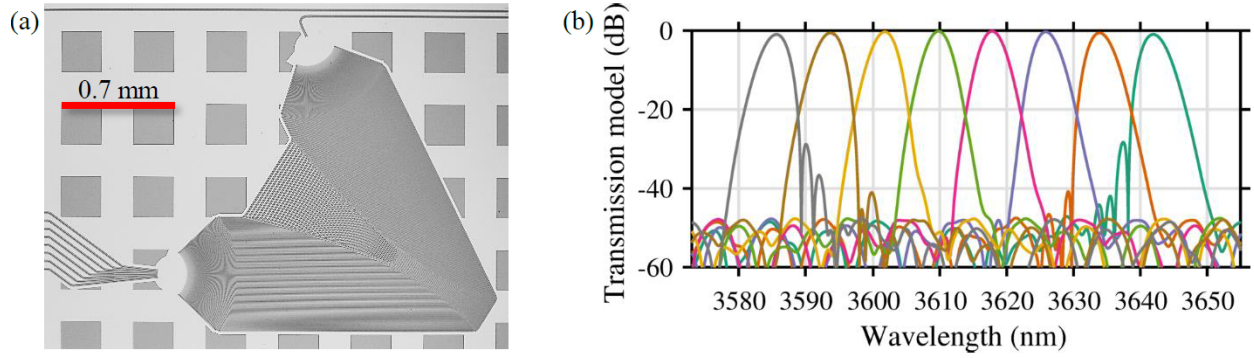 (a)
0.7 mm
(b)
Transmission model (dB)
0
-20
-40
-60
3580 3590 3600 3610 3620 3630 3640 3650
Wavelength (nm)